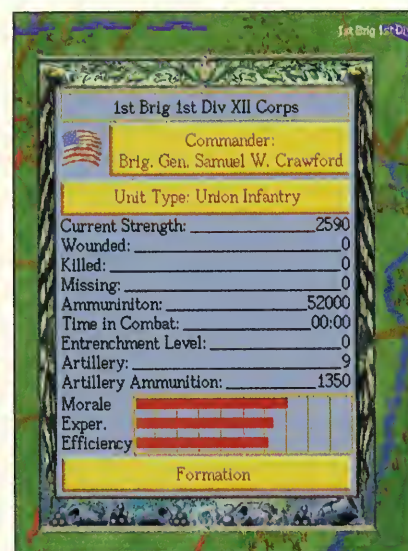 1st Brig 1st Div
1st Brig 1st Div XII Corps
Commander:
Brig. Gen. Samuel W. Crawford
Unit Type: Union Infantry
Current Strength: 2590
Wounded: 0
Killed: 0
Missing: 0
Ammuniniton: 52000
Time in Combat: 00:00
Entrenchment Level: 0
Artillery: 9
Artillery Ammunition: 1350
Morale
Exper.
Efficiency
Formation